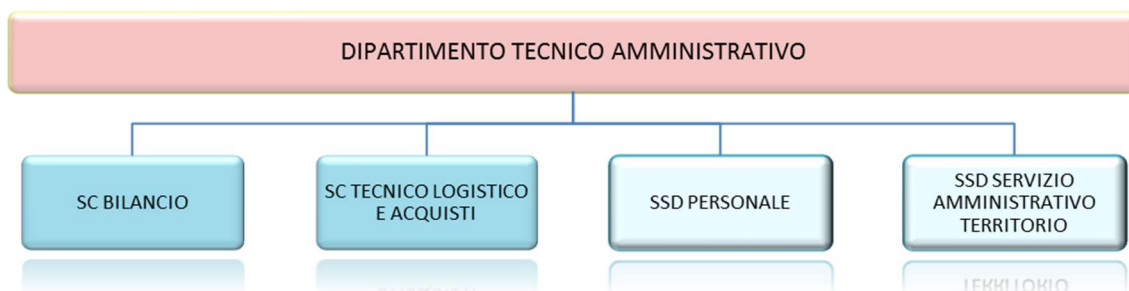 DIPARTIMENTO TECNICO AMMINISTRATIVO
SC BILANCIO
SC TECNICO LOGISTICO
E ACQUISTI
SSD PERSONALE
SSD SERVIZIO
AMMINISTRATIVO
TERRITORIO